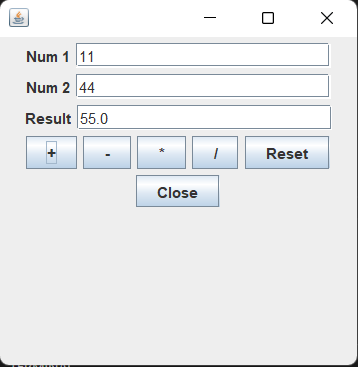 Num 1 11
Num 2 44
Result 55.0
+ - * / Reset
Close